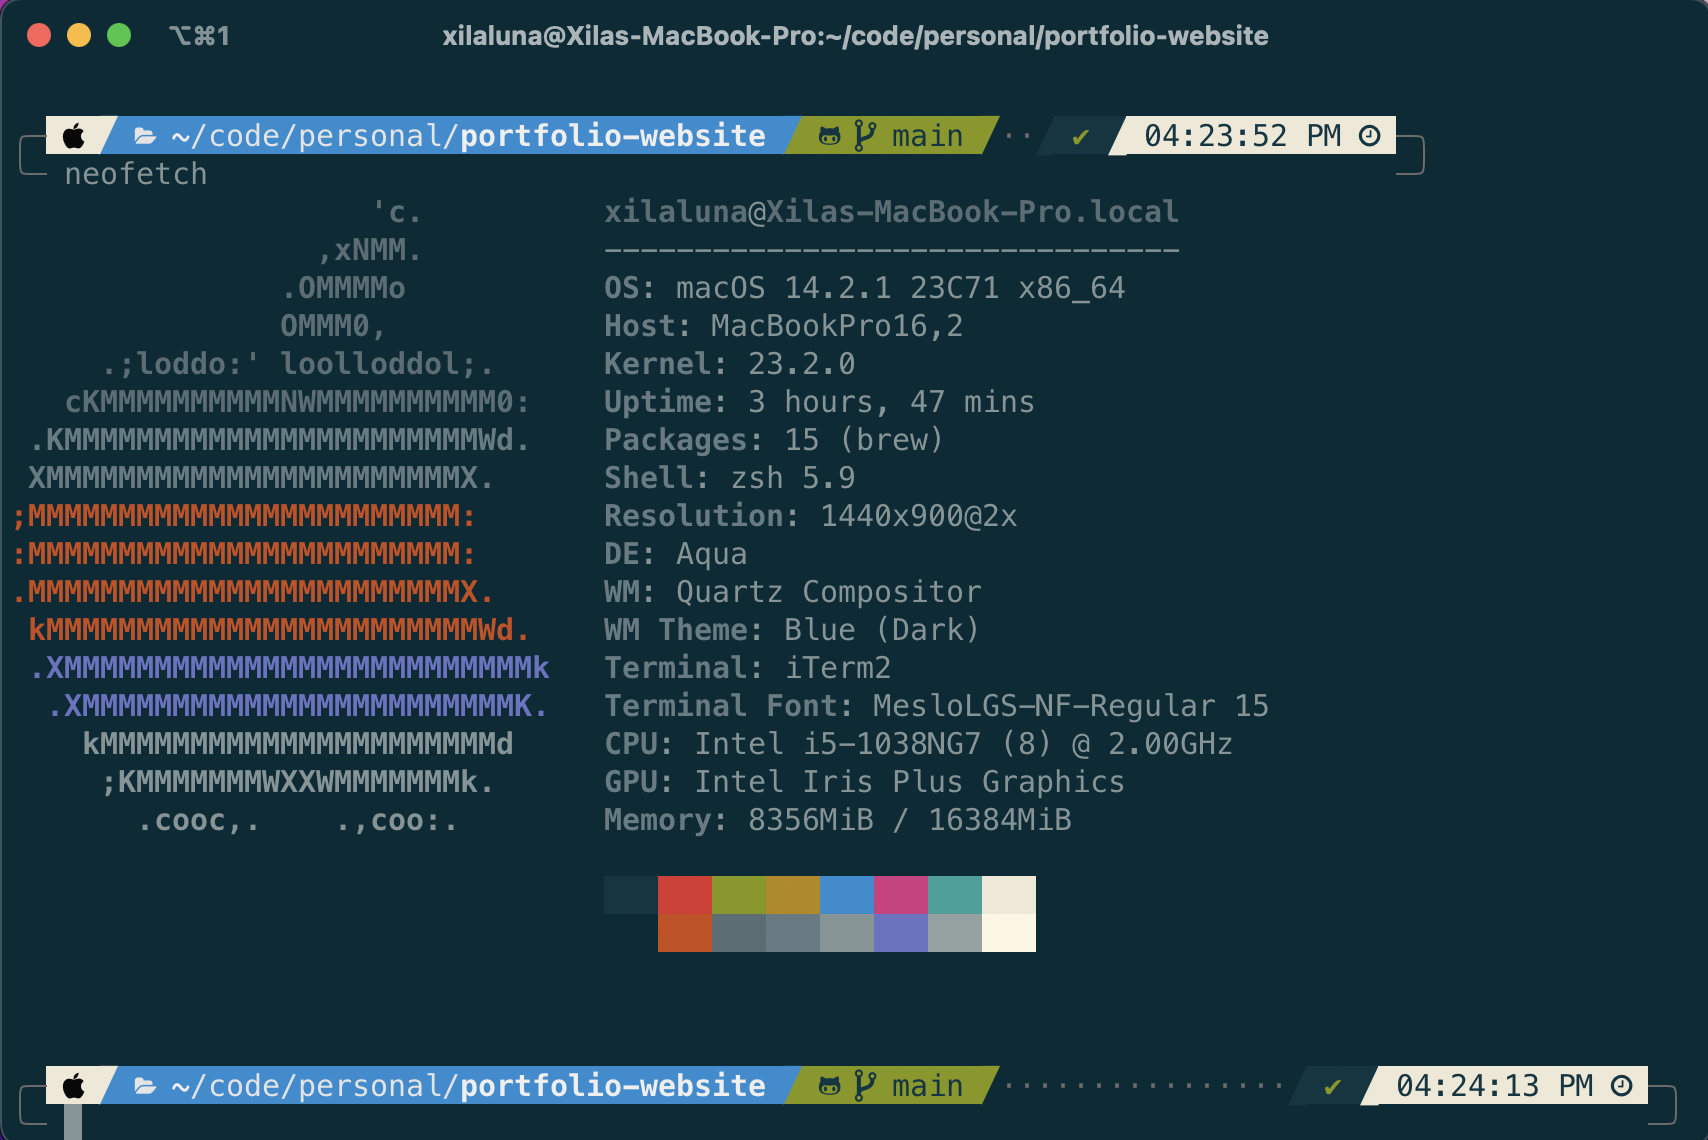 ⌥⌘1 xilaluna@Xilas-MacBook-Pro:~/code/personal/portfolio-website
~/code/personal/portfolio-website main ·· ✔ 04:23:52 PM
neofetch
'c. xilaluna@Xilas-MacBook-Pro.local
,xNMM. --------------------------------
.OMMMMo OS: macOS 14.2.1 23C71 x86_64
OMMM0, Host: MacBookPro16,2
.;loddo:' loolloddol;. Kernel: 23.2.0
cKMMMMMMMMMMNWMMMMMMMMMM0: Uptime: 3 hours, 47 mins
.KMMMMMMMMMMMMMMMMMMMMMMMWd. Packages: 15 (brew)
XMMMMMMMMMMMMMMMMMMMMMMMX. Shell: zsh 5.9
;MMMMMMMMMMMMMMMMMMMMMMMM: Resolution: 1440x900@2x
:MMMMMMMMMMMMMMMMMMMMMMMM: DE: Aqua
.MMMMMMMMMMMMMMMMMMMMMMMMX. WM: Quartz Compositor
kMMMMMMMMMMMMMMMMMMMMMMMMWd. WM Theme: Blue (Dark)
.XMMMMMMMMMMMMMMMMMMMMMMMMMMk Terminal: iTerm2
.XMMMMMMMMMMMMMMMMMMMMMMMMK. Terminal Font: MesloLGS-NF-Regular 15
kMMMMMMMMMMMMMMMMMMMMMMd CPU: Intel i5-1038NG7 (8) @ 2.00GHz
;KMMMMMMMWXXWMMMMMMMk. GPU: Intel Iris Plus Graphics
.cooc,. .,coo:. Memory: 8356MiB / 16384MiB
~/code/personal/portfolio-website main ················ ✔ 04:24:13 PM